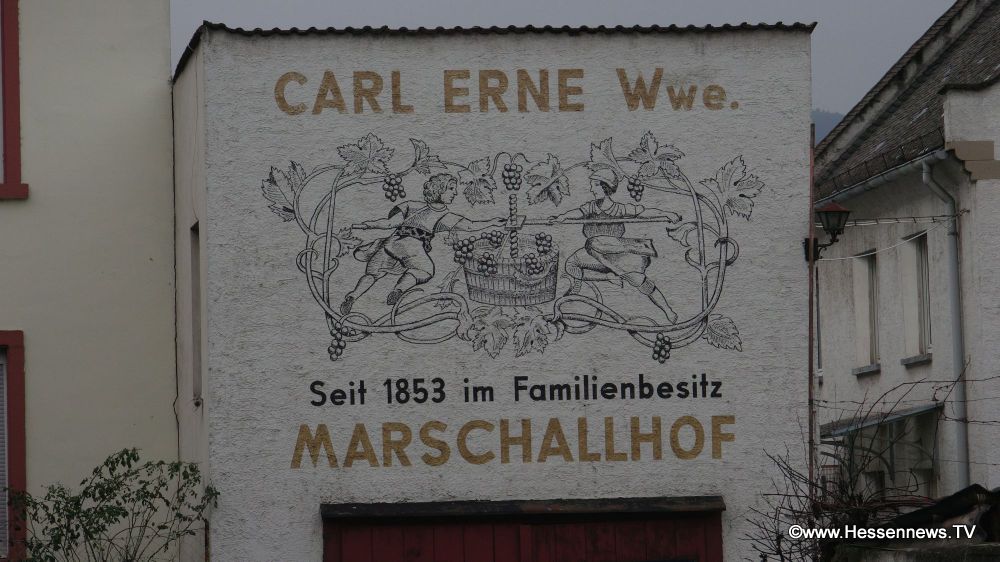 CARL ERNE Wwe.
Seit 1853 im Familienbesitz
MARSCHALLHOF
©www.Hessennews.TV